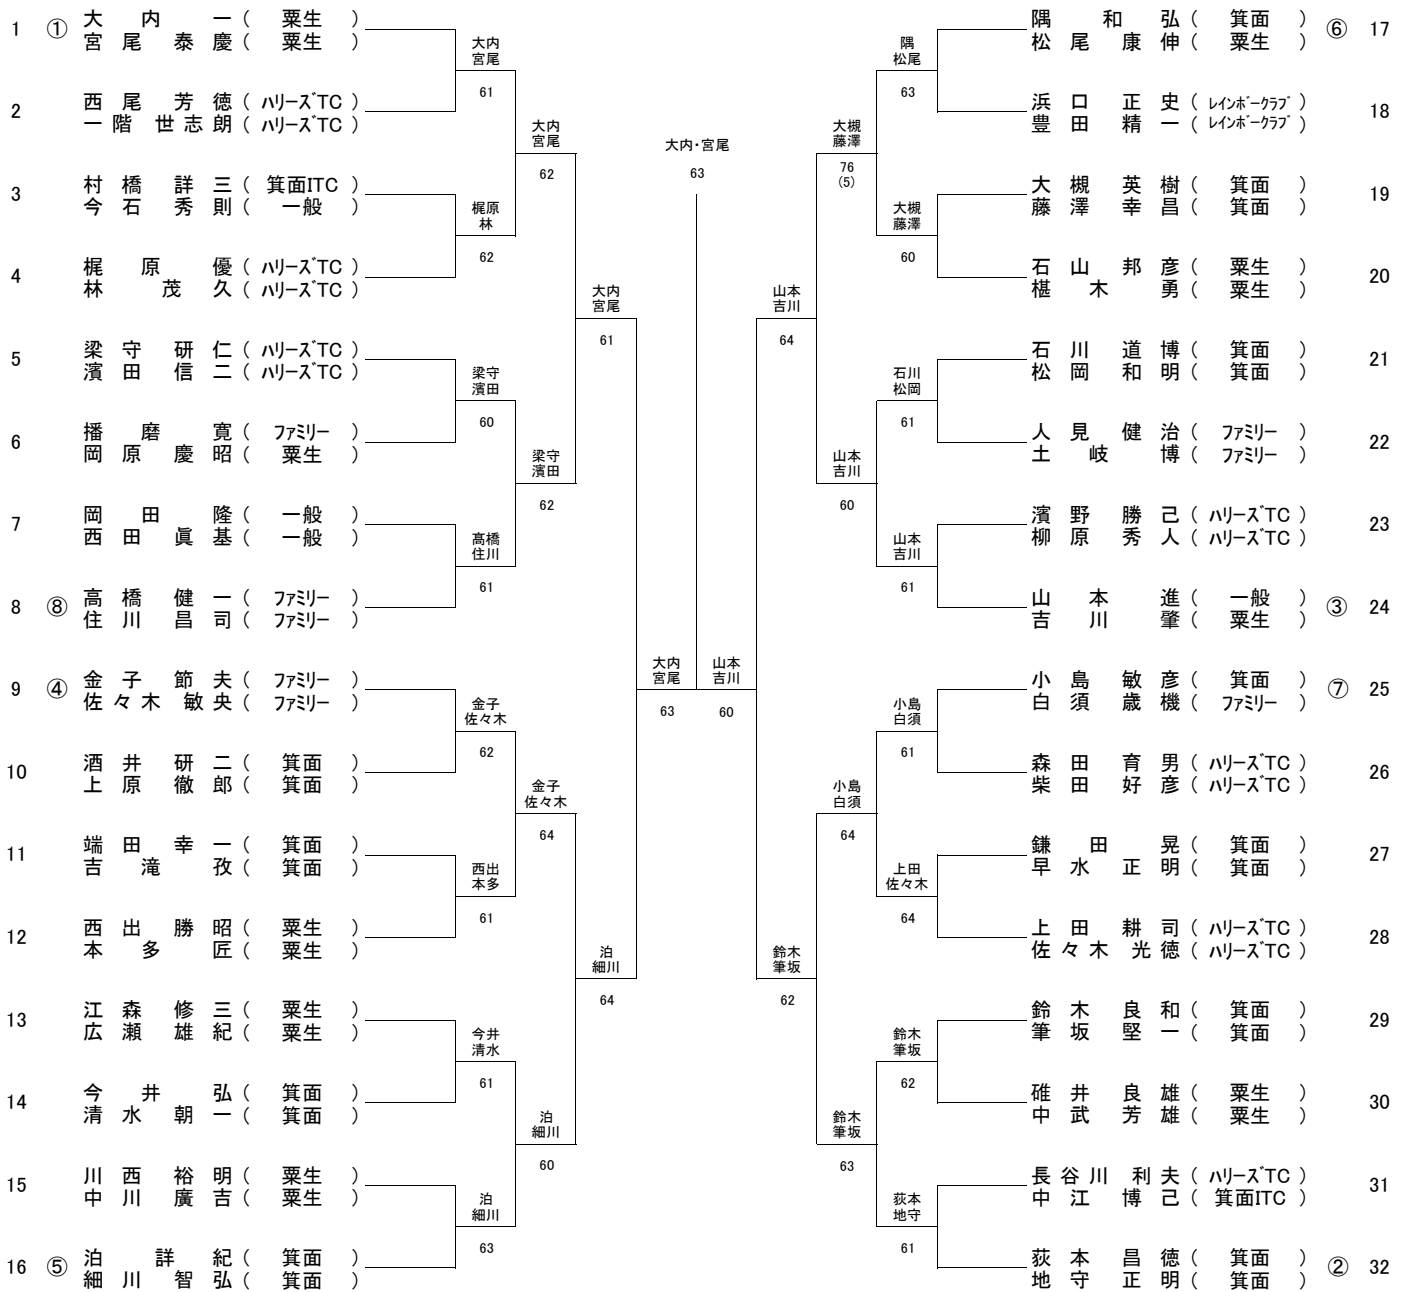 1 ① 大内 一 ( 粟生 )
宮尾 泰慶 ( 粟生 )
2 西尾 芳徳 ( ハリーズTC )
一階 世志朗 ( ハリーズTC )
3 村橋 詳三 ( 箕面ITC )
今石 秀則 ( 一般 )
4 梶原 優 ( ハリーズTC )
林 茂久 ( ハリーズTC )
5 梁守 研仁 ( ハリーズTC )
濱田 信二 ( ハリーズTC )
6 播磨 寛 ( ファミリー )
岡原 慶昭 ( 粟生 )
7 岡田 隆 ( 一般 )
西田 眞基 ( 一般 )
8 ⑧ 高橋 健一 ( ファミリー )
住川 昌司 ( ファミリー )
9 ④ 金子 節夫 ( ファミリー )
佐々木 敏央 ( ファミリー )
10 酒井 研二 ( 箕面 )
上原 徹郎 ( 箕面 )
11 端田 幸一 ( 箕面 )
吉滝 孜 ( 箕面 )
12 西出 勝昭 ( 粟生 )
本多 匠 ( 粟生 )
13 江森 修三 ( 粟生 )
広瀬 雄紀 ( 粟生 )
14 今井 弘 ( 箕面 )
清水 朝一 ( 箕面 )
15 川西 裕明 ( 粟生 )
中川 廣吉 ( 粟生 )
16 ⑤ 泊 詳紀 ( 箕面 )
細川 智弘 ( 箕面 )
大内
宮尾
61
梶原
林
62
梁守
濱田
60
髙橋
住川
61
金子
佐々木
62
西出
本多
61
今井
清水
61
泊
細川
63
大内
宮尾
62
梁守
濱田
62
金子
佐々木
64
泊
細川
60
大内
宮尾
61
泊
細川
64
大内
宮尾
63
大内・宮尾
63
山本
吉川
60
山本
吉川
64
鈴木
筆坂
62
大槻
藤澤
76
(5)
山本
吉川
60
小島
白須
64
鈴木
筆坂
63
隅
松尾
63
大槻
藤澤
60
石川
松岡
61
山本
吉川
61
小島
白須
61
上田
佐々木
64
鈴木
筆坂
62
荻本
地守
61
隅 和弘 ( 箕面 ) ⑥ 17
松尾 康伸 ( 粟生 )
浜口 正史 ( レインボークラブ ) 18
豊田 精一 ( レインボークラブ )
大槻 英樹 ( 箕面 ) 19
藤澤 幸昌 ( 箕面 )
石山 邦彦 ( 粟生 ) 20
椹木 勇 ( 粟生 )
石川 道博 ( 箕面 ) 21
松岡 和明 ( 箕面 )
人見 健治 ( ファミリー ) 22
土岐 博 ( ファミリー )
濱野 勝己 ( ハリーズTC ) 23
柳原 秀人 ( ハリーズTC )
山本 進 ( 一般 ) ③ 24
吉川 肇 ( 粟生 )
小島 敏彦 ( 箕面 ) ⑦ 25
白須 歳機 ( ファミリー )
森田 育男 ( ハリーズTC ) 26
柴田 好彦 ( ハリーズTC )
鎌田 晃 ( 箕面 ) 27
早水 正明 ( 箕面 )
上田 耕司 ( ハリーズTC ) 28
佐々木 光徳 ( ハリーズTC )
鈴木 良和 ( 箕面 ) 29
筆坂 堅一 ( 箕面 )
碓井 良雄 ( 粟生 ) 30
中武 芳雄 ( 粟生 )
長谷川 利夫 ( ハリーズTC ) 31
中江 博己 ( 箕面ITC )
荻本 昌徳 ( 箕面 ) ② 32
地守 正明 ( 箕面 )